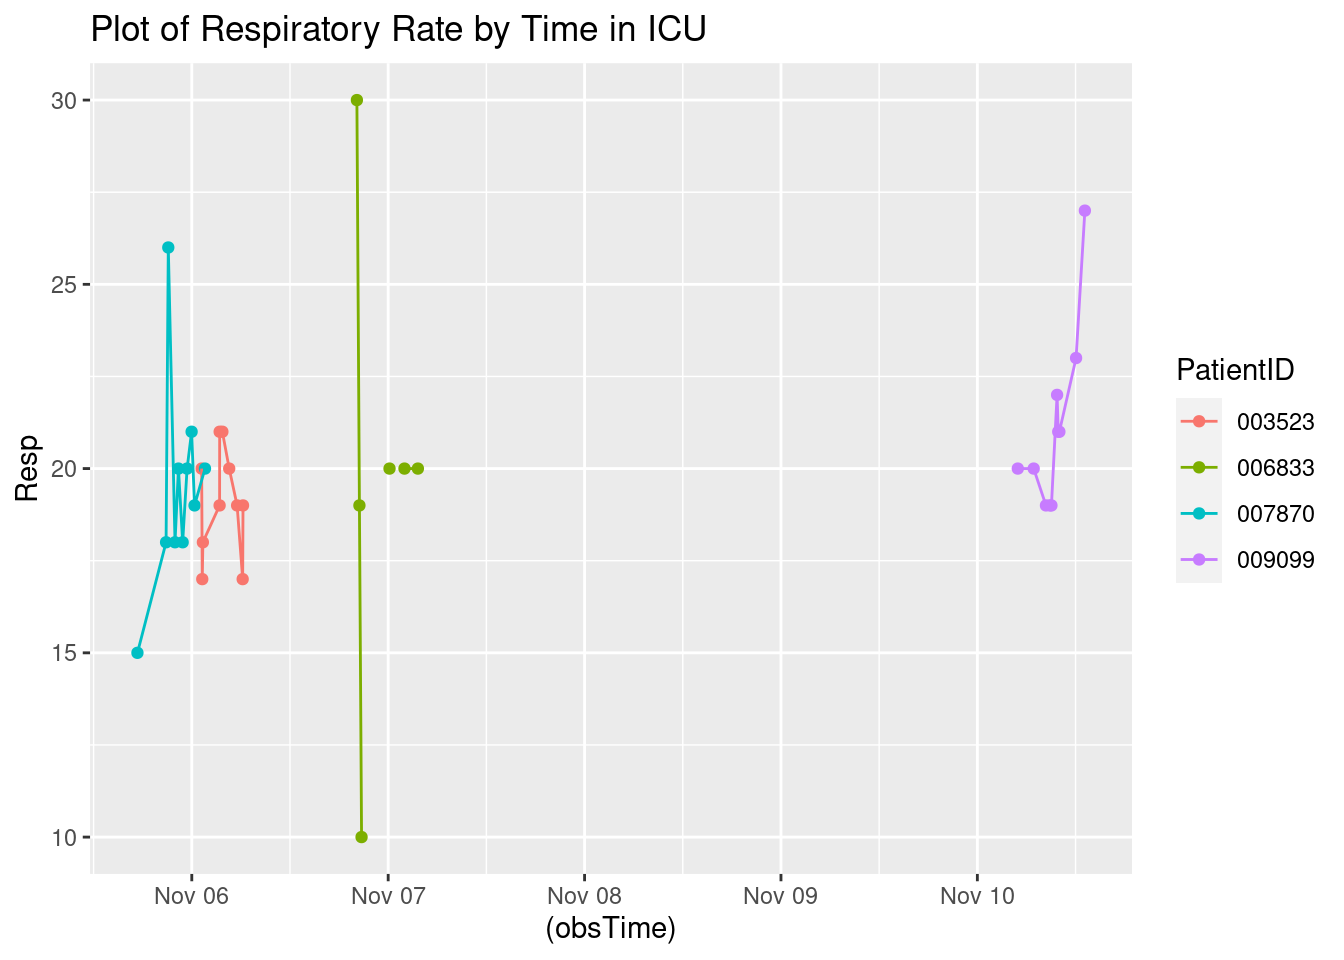 Plot of Respiratory Rate by Time in ICU
Resp
30
25
20
15
10
Nov 06 Nov 07 Nov 08 Nov 09 Nov 10
(obsTime)
PatientID
003523
006833
007870
009099